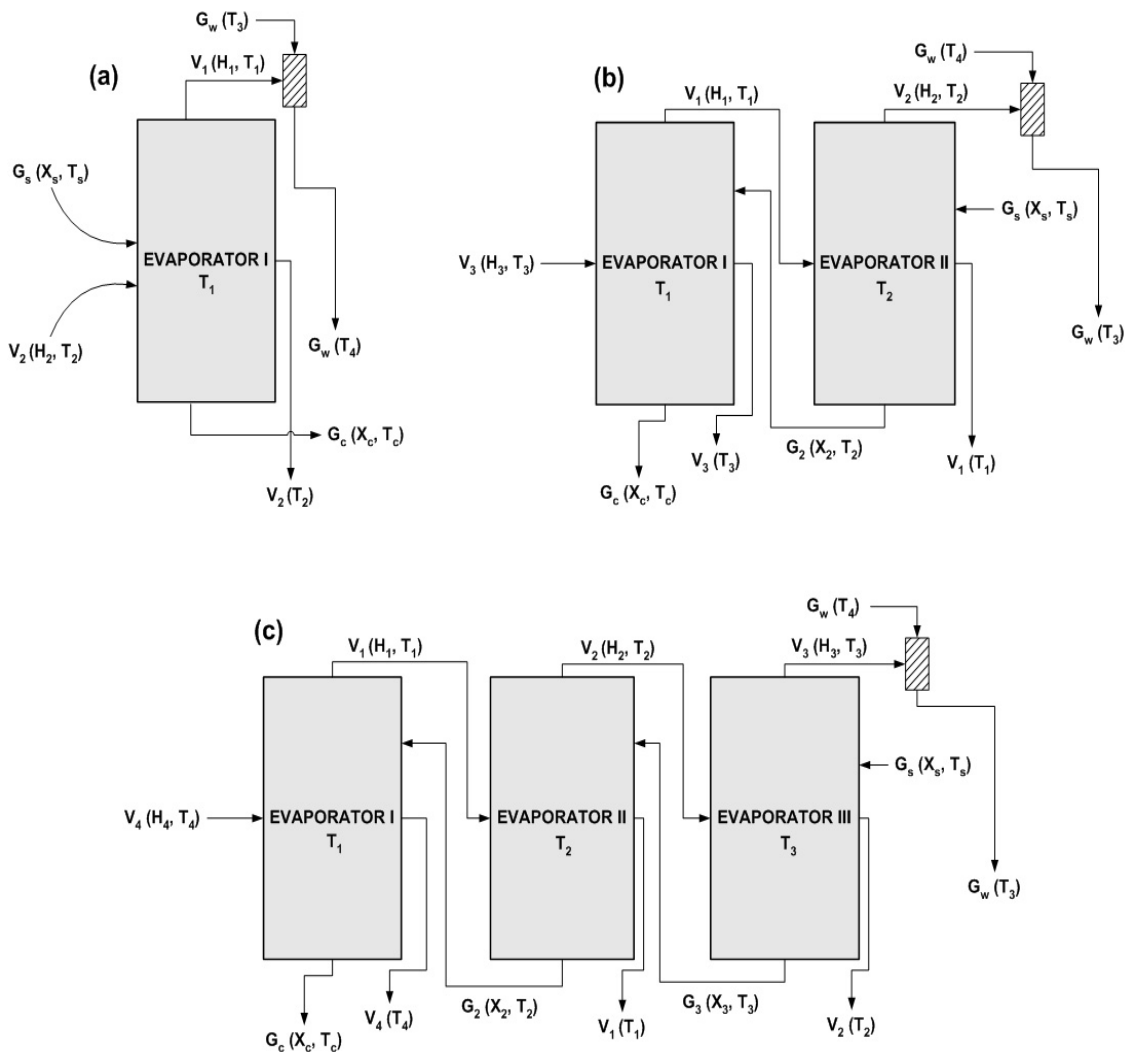 (a)
G_w (T_3)
V_1 (H_1, T_1)
G_s (X_s, T_s)
EVAPORATOR I
T_1
V_2 (H_2, T_2)
G_w (T_4)
G_c (X_c, T_c)
V_2 (T_2)
(b)
G_w (T_4)
V_1 (H_1, T_1)
V_2 (H_2, T_2)
G_s (X_s, T_s)
V_3 (H_3, T_3)
EVAPORATOR I
T_1
EVAPORATOR II
T_2
G_w (T_3)
G_2 (X_2, T_2)
V_3 (T_3)
V_1 (T_1)
G_c (X_c, T_c)
(c)
G_w (T_4)
V_1 (H_1, T_1)
V_2 (H_2, T_2)
V_3 (H_3, T_3)
G_s (X_s, T_s)
V_4 (H_4, T_4)
EVAPORATOR I
T_1
EVAPORATOR II
T_2
EVAPORATOR III
T_3
G_w (T_3)
G_2 (X_2, T_2)
G_3 (X_3, T_3)
G_c (X_c, T_c)
V_4 (T_4)
V_1 (T_1)
V_2 (T_2)